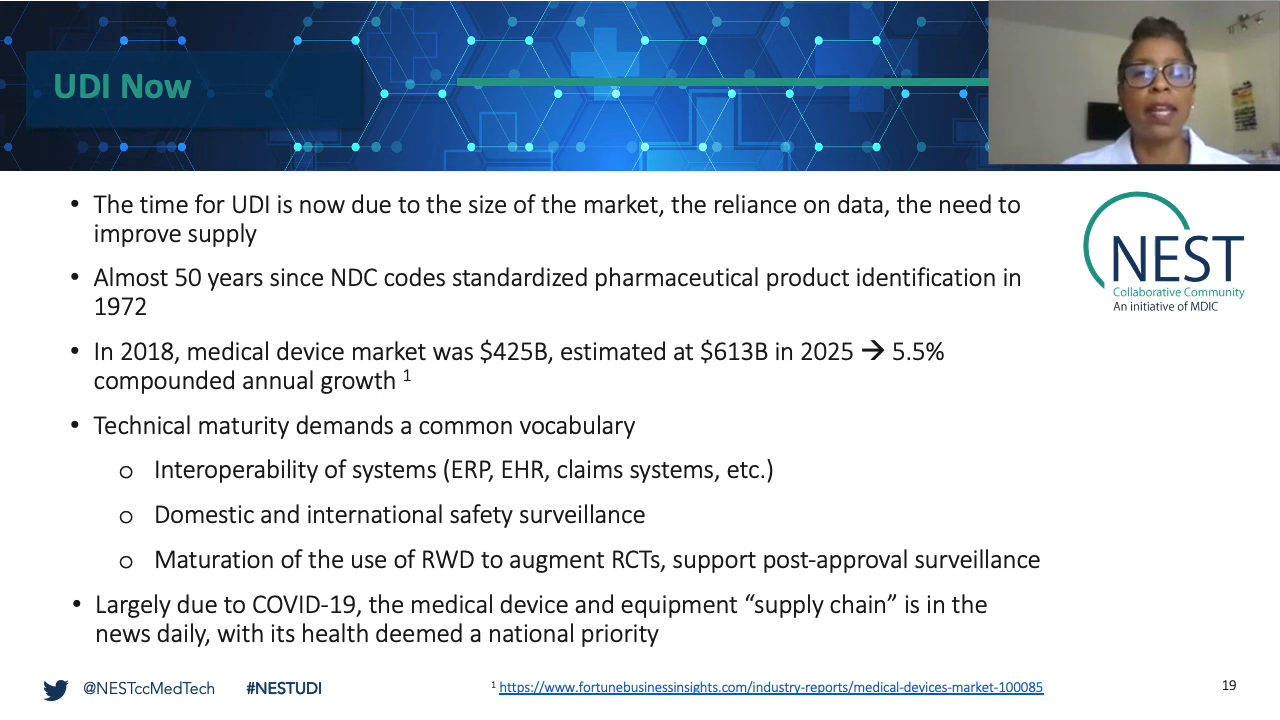 UDI Now
• The time for UDI is now due to the size of the market, the reliance on data, the need to
improve supply
• Almost 50 years since NDC codes standardized pharmaceutical product identification in
1972
• In 2018, medical device market was $425B, estimated at $613B in 2025 → 5.5%
compounded annual growth 1
• Technical maturity demands a common vocabulary
o Interoperability of systems (ERP, EHR, claims systems, etc.)
o Domestic and international safety surveillance
o Maturation of the use of RWD to augment RCTs, support post-approval surveillance
• Largely due to COVID-19, the medical device and equipment “supply chain” is in the
news daily, with its health deemed a national priority
NEST
Collaborative Community
An initiative of MDIC
@NESTccMedTech #NESTUDI
1 https://www.fortunebusinessinsights.com/industry-reports/medical-devices-market-100085
19